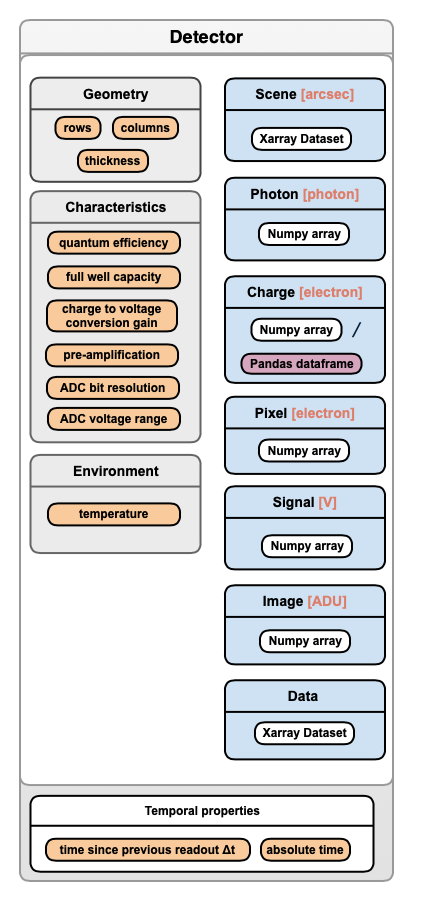 Detector
Geometry
rows
columns
thickness
Characteristics
quantum efficiency
full well capacity
charge to voltage
conversion gain
pre-amplification
ADC bit resolution
ADC voltage range
Environment
temperature
Scene [arcsec]
Xarray Dataset
Photon [photon]
Numpy array
Charge [electron]
Numpy array /
Pandas dataframe
Pixel [electron]
Numpy array
Signal [V]
Numpy array
Image [ADU]
Numpy array
Data
Xarray Dataset
Temporal properties
time since previous readout Δt
absolute time